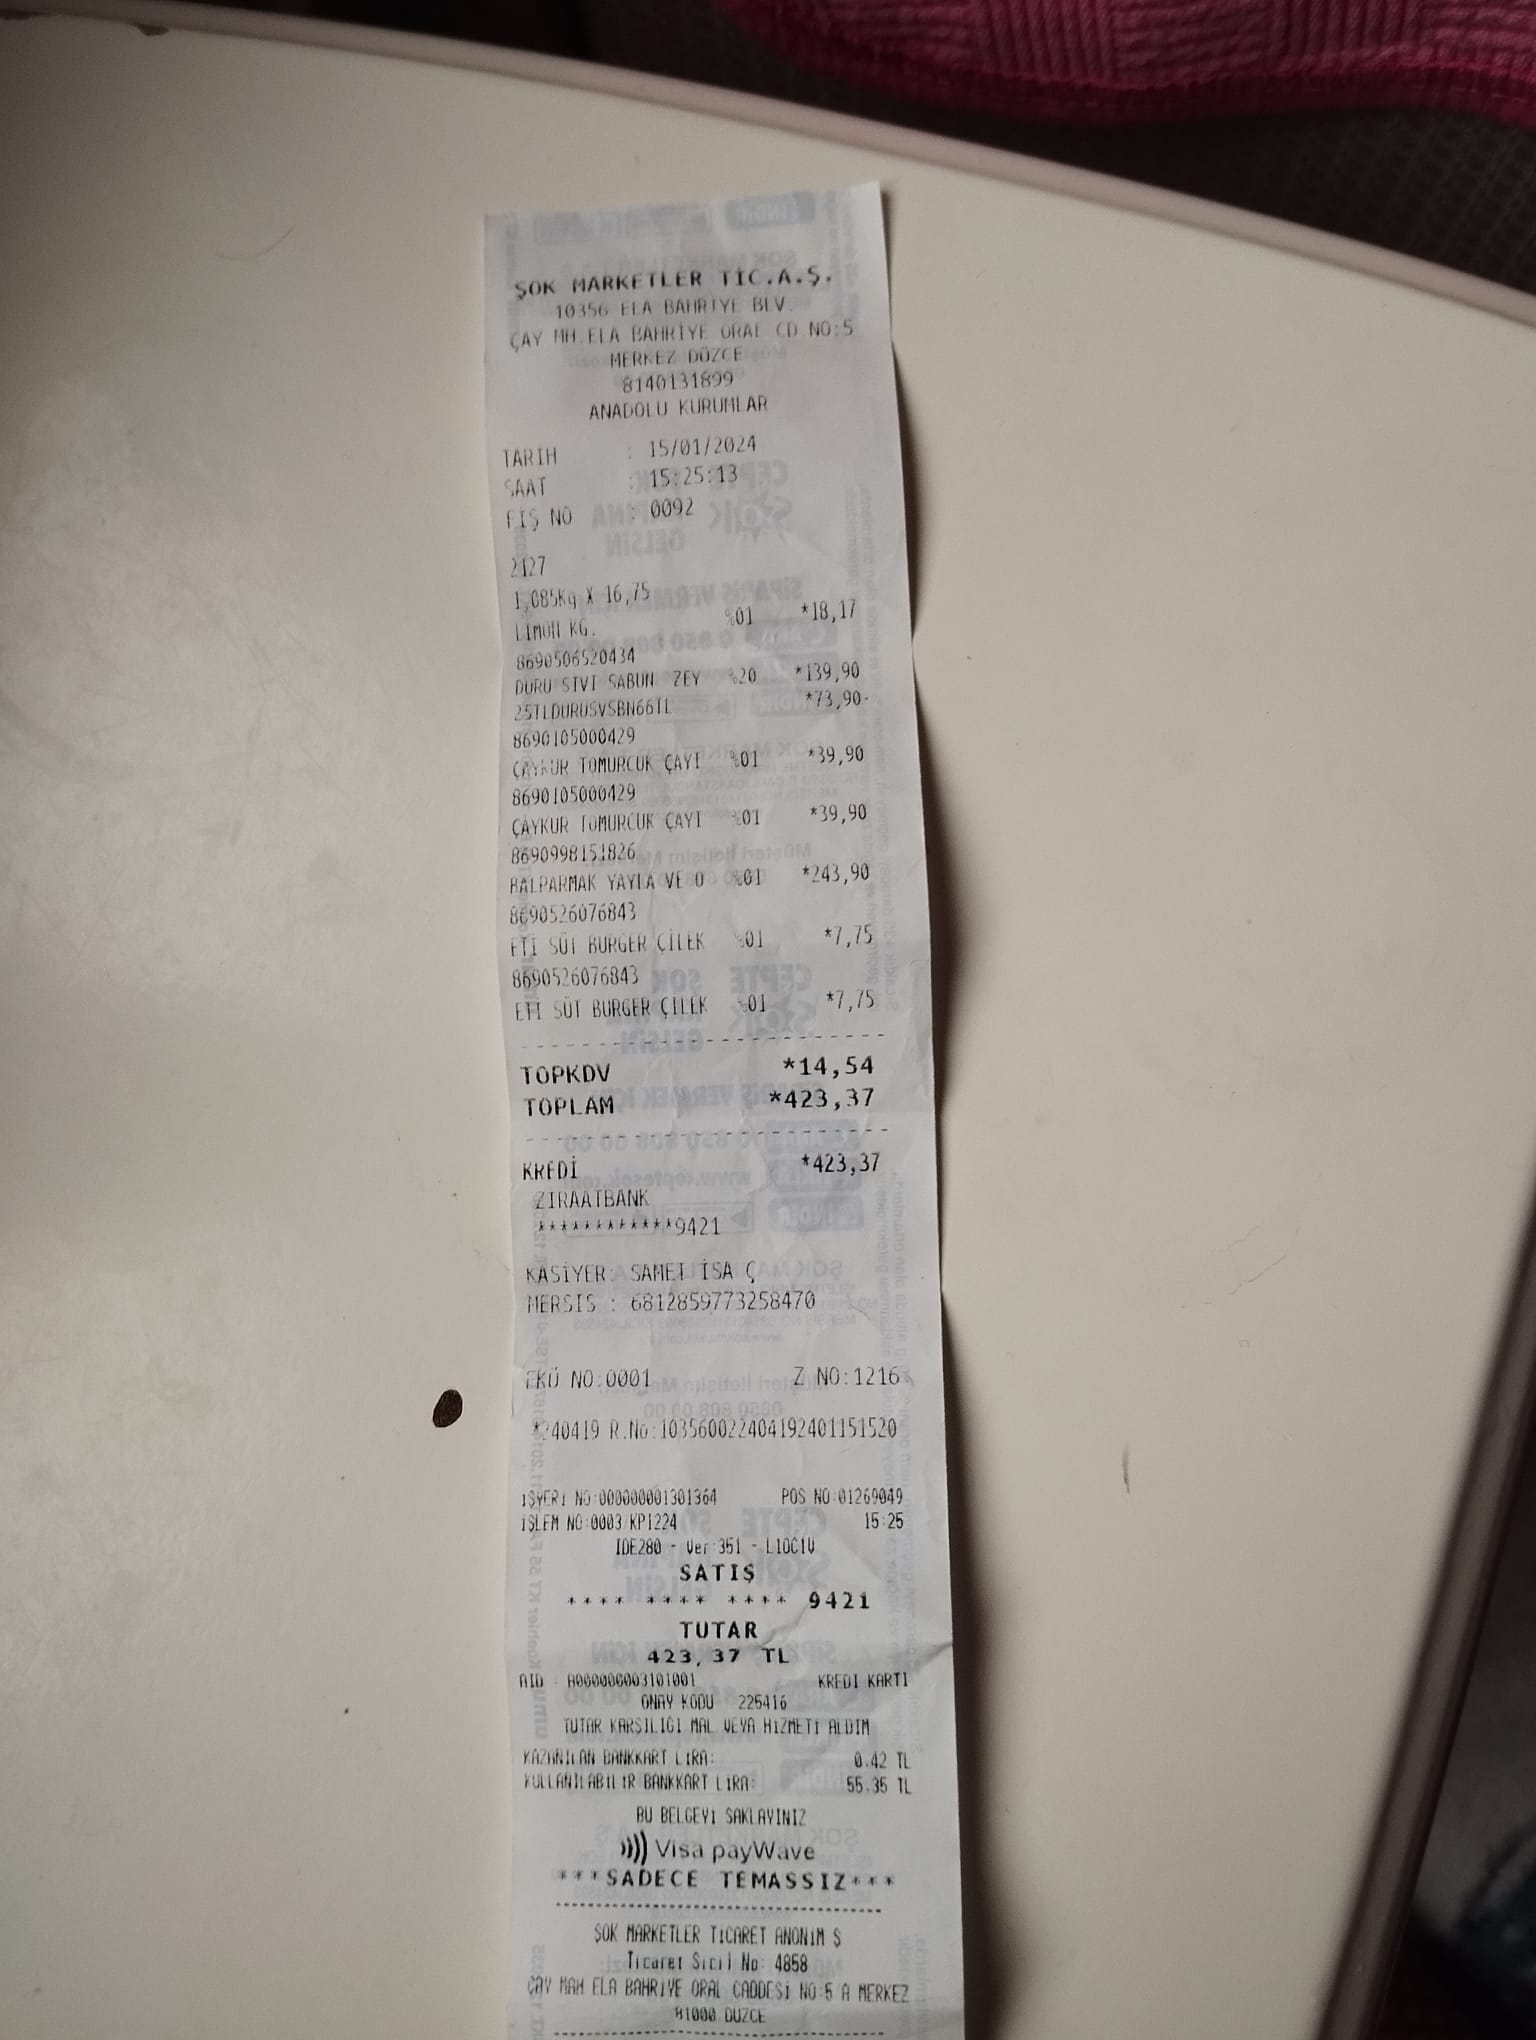 ŞOK MARKETLER TİC.A.Ş.
10356 ELA BAHRİYE BLV.
ÇAY MH.ELA BAHRİYE ORAL CD NO:5
MERKEZ DÜZCE
8140131899
ANADOLU KURUMLAR
TARİH : 15/01/2024
SAAT : 15:25:13
FİŞ NO : 0092
2127
1,085Kg X 16,75
LİMON KG. %01 *18,17
8690506520434
DURU SIVI SABUN ZEY %20 *139,90
25TLDURUSVSBN66TL *73,90-
8690105000429
ÇAYKUR TOMURCUK ÇAYI %01 *39,90
8690105000429
ÇAYKUR TOMURCUK ÇAYI %01 *39,90
8690998151826
BALPARMAK YAYLA VE O %01 *243,90
8690526076843
ETİ SÜT BURGER ÇİLEK %01 *7,75
8690526076843
ETİ SÜT BURGER ÇİLEK %01 *7,75
TOPKDV *14,54
TOPLAM *423,37
KREDİ *423,37
ZIRAATBANK
************9421
KASİYER: SAMET İSA Ç
MERSIS : 6812859773258470
EKÜ NO:0001 Z NO:1216
*240419 R.No:103560022404192401151520
İŞYERİ NO:000000001301364 POS NO:01269049
İŞLEM NO:0003/KP1224 15:25
IDE280 - Ver:351 - L10C1V
SATIŞ
**** **** **** 9421
TUTAR
423,37 TL
AID : A0000000003101001 KREDI KARTI
ONAY KODU 225416
TUTAR KARŞILIĞI MAL VEYA HİZMETİ ALDIM
KAZANILAN BANKKART LİRA: 0.42 TL
KULLANILABİLİR BANKKART LİRA: 55.35 TL
BU BELGEYİ SAKLAYINIZ
Visa payWave
***SADECE TEMASSIZ***
ŞOK MARKETLER TİCARET ANONİM Ş
Ticaret Sicil No: 4858
ÇAY MAH ELA BAHRİYE ORAL CADDESİ NO:5 A MERKEZ
81000 DUZCE